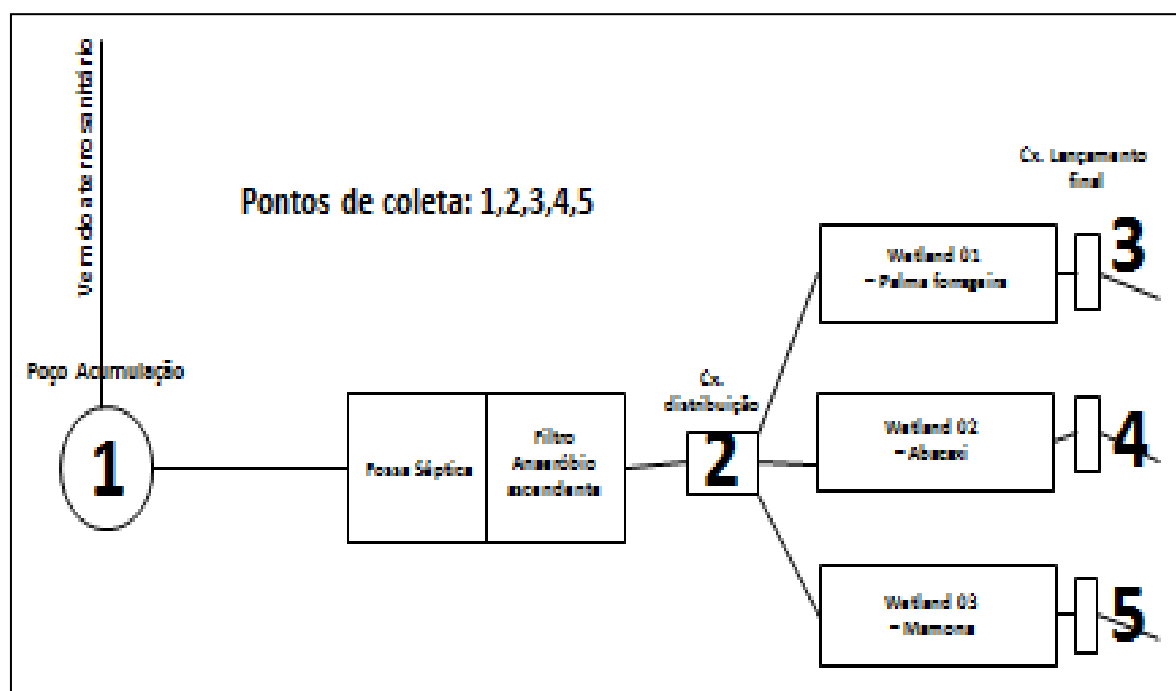 Vem do aterro sanitário
Pontos de coleta: 1,2,3,4,5
Cx. Lançamento
final
Poço Acumulação
1
Fossa Séptica
Filtro
Anaeróbio
ascendente
Cx.
distribuição
2
Wetland 01
– Palma forrageira
3
Wetland 02
– Abacaxi
4
Wetland 03
– Mamona
5